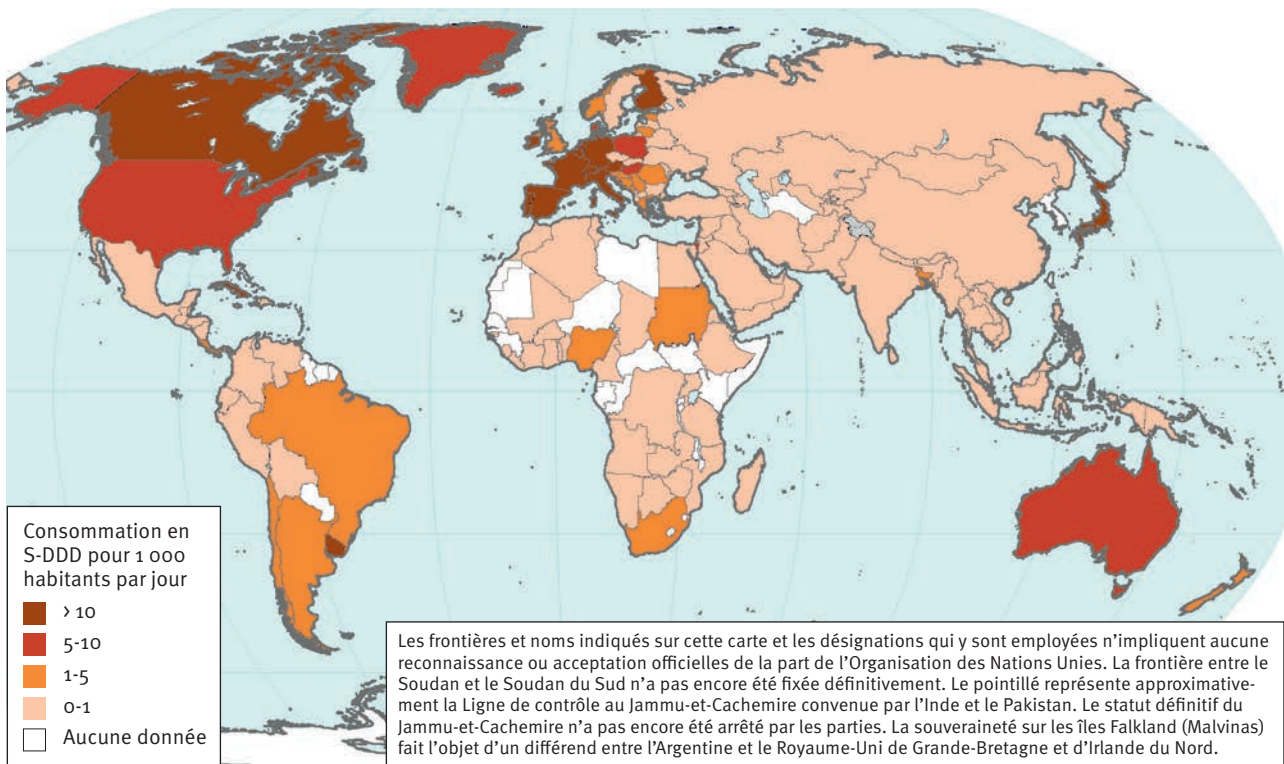 Consommation en
S-DDD pour 1 000
habitants par jour
> 10
5-10
1-5
0-1
Aucune donnée
Les frontières et noms indiqués sur cette carte et les désignations qui y sont employées n’impliquent aucune
reconnaissance ou acceptation officielles de la part de l’Organisation des Nations Unies. La frontière entre le
Soudan et le Soudan du Sud n’a pas encore été fixée définitivement. Le pointillé représente approximative-
ment la Ligne de contrôle au Jammu-et-Cachemire convenue par l’Inde et le Pakistan. Le statut définitif du
Jammu-et-Cachemire n’a pas encore été arrêté par les parties. La souveraineté sur les îles Falkland (Malvinas)
fait l’objet d’un différend entre l’Argentine et le Royaume-Uni de Grande-Bretagne et d’Irlande du Nord.